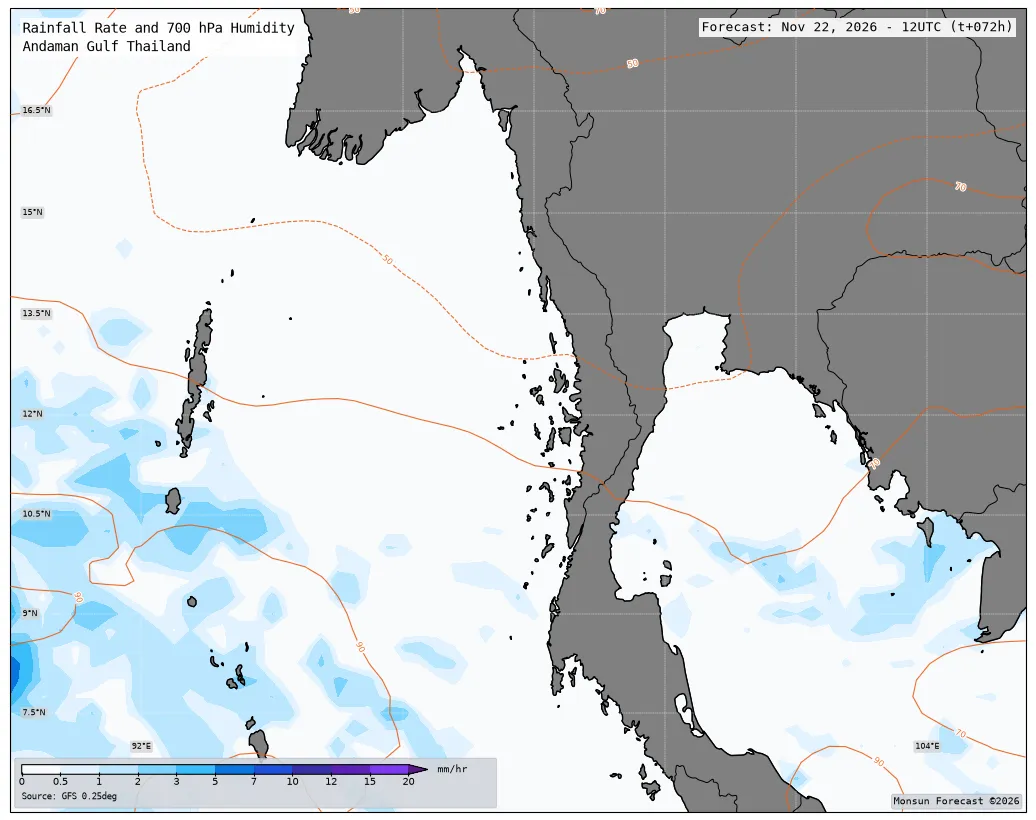 Rainfall Rate and 700 hPa Humidity
Andaman Gulf Thailand
Forecast: Nov 22, 2026 - 12UTC (t+072h)
50
70
50
16.5°N
70
15°N
50
13.5°N
12°N
70
10.5°N
90
9°N
90
7.5°N
92°E
104°E
70
90
0 0.5 1 2 3 5 7 10 12 15 20 mm/hr
Source: GFS 0.25deg
Monsun Forecast ©2026